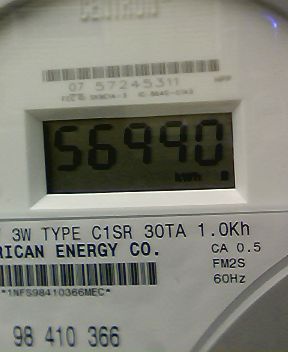 CENTRON
07 57245311
56990
kWh
3W TYPE C1SR 30TA 1.0Kh
RICAN ENERGY CO.
CA 0.5
FM2S
60Hz
*1NFS98410366MEC*
98 410 366